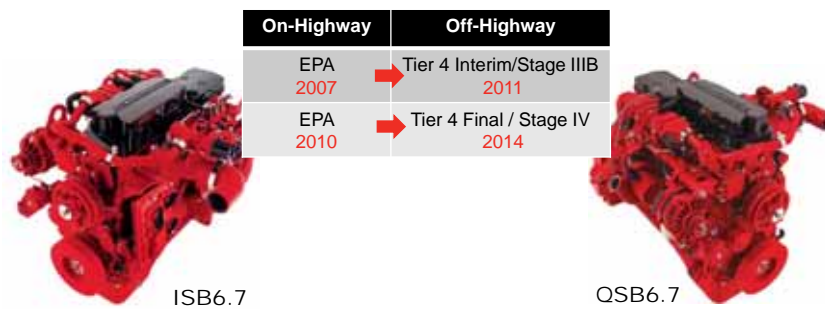 On-Highway Off-Highway
EPA Tier 4 Interim/Stage IIIB
2007 2011
EPA Tier 4 Final / Stage IV
2010 2014
ISB6.7 QSB6.7